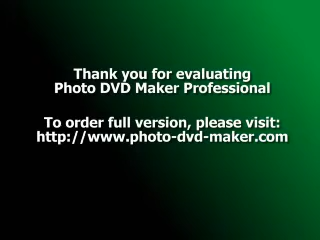 Thank you for evaluating
Photo DVD Maker Professional
To order full version, please visit:
http://www.photo-dvd-maker.com